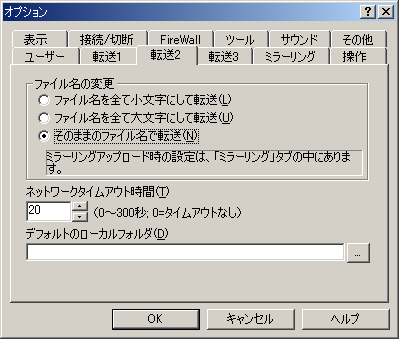 オプション
表示
接続/切断
FireWall
ツール
サウンド
その他
ユーザー
転送1
転送2
転送3
ミラーリング
操作
ファイル名の変更
ファイル名を全て小文字にして転送(L)
ファイル名を全て大文字にして転送(U)
そのままのファイル名で転送(N)
ミラーリングアップロード時の設定は、「ミラーリング」タブの中にありま
す。
ネットワークタイムアウト時間(T)
20
(0～300秒; 0=タイムアウトなし)
デフォルトのローカルフォルダ(D)
...
OK
キャンセル
ヘルプ